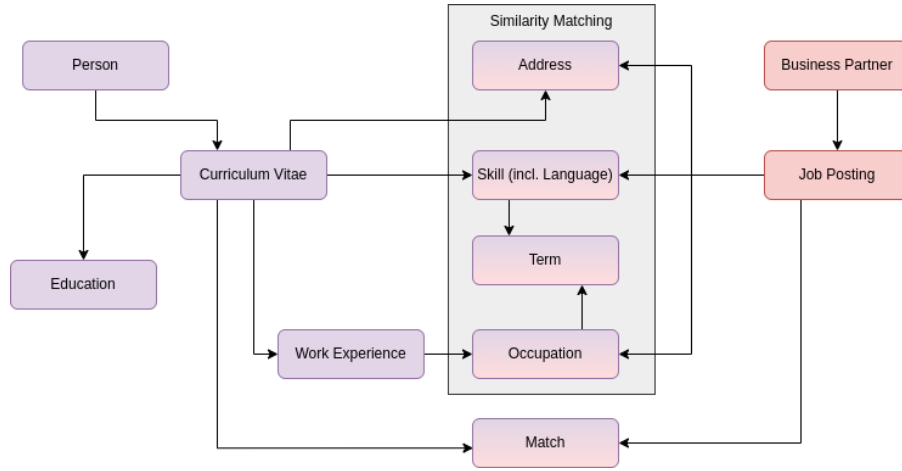 Similarity Matching
Person
Address
Business Partner
Curriculum Vitae
Skill (incl. Language)
Job Posting
Education
Term
Work Experience
Occupation
Match